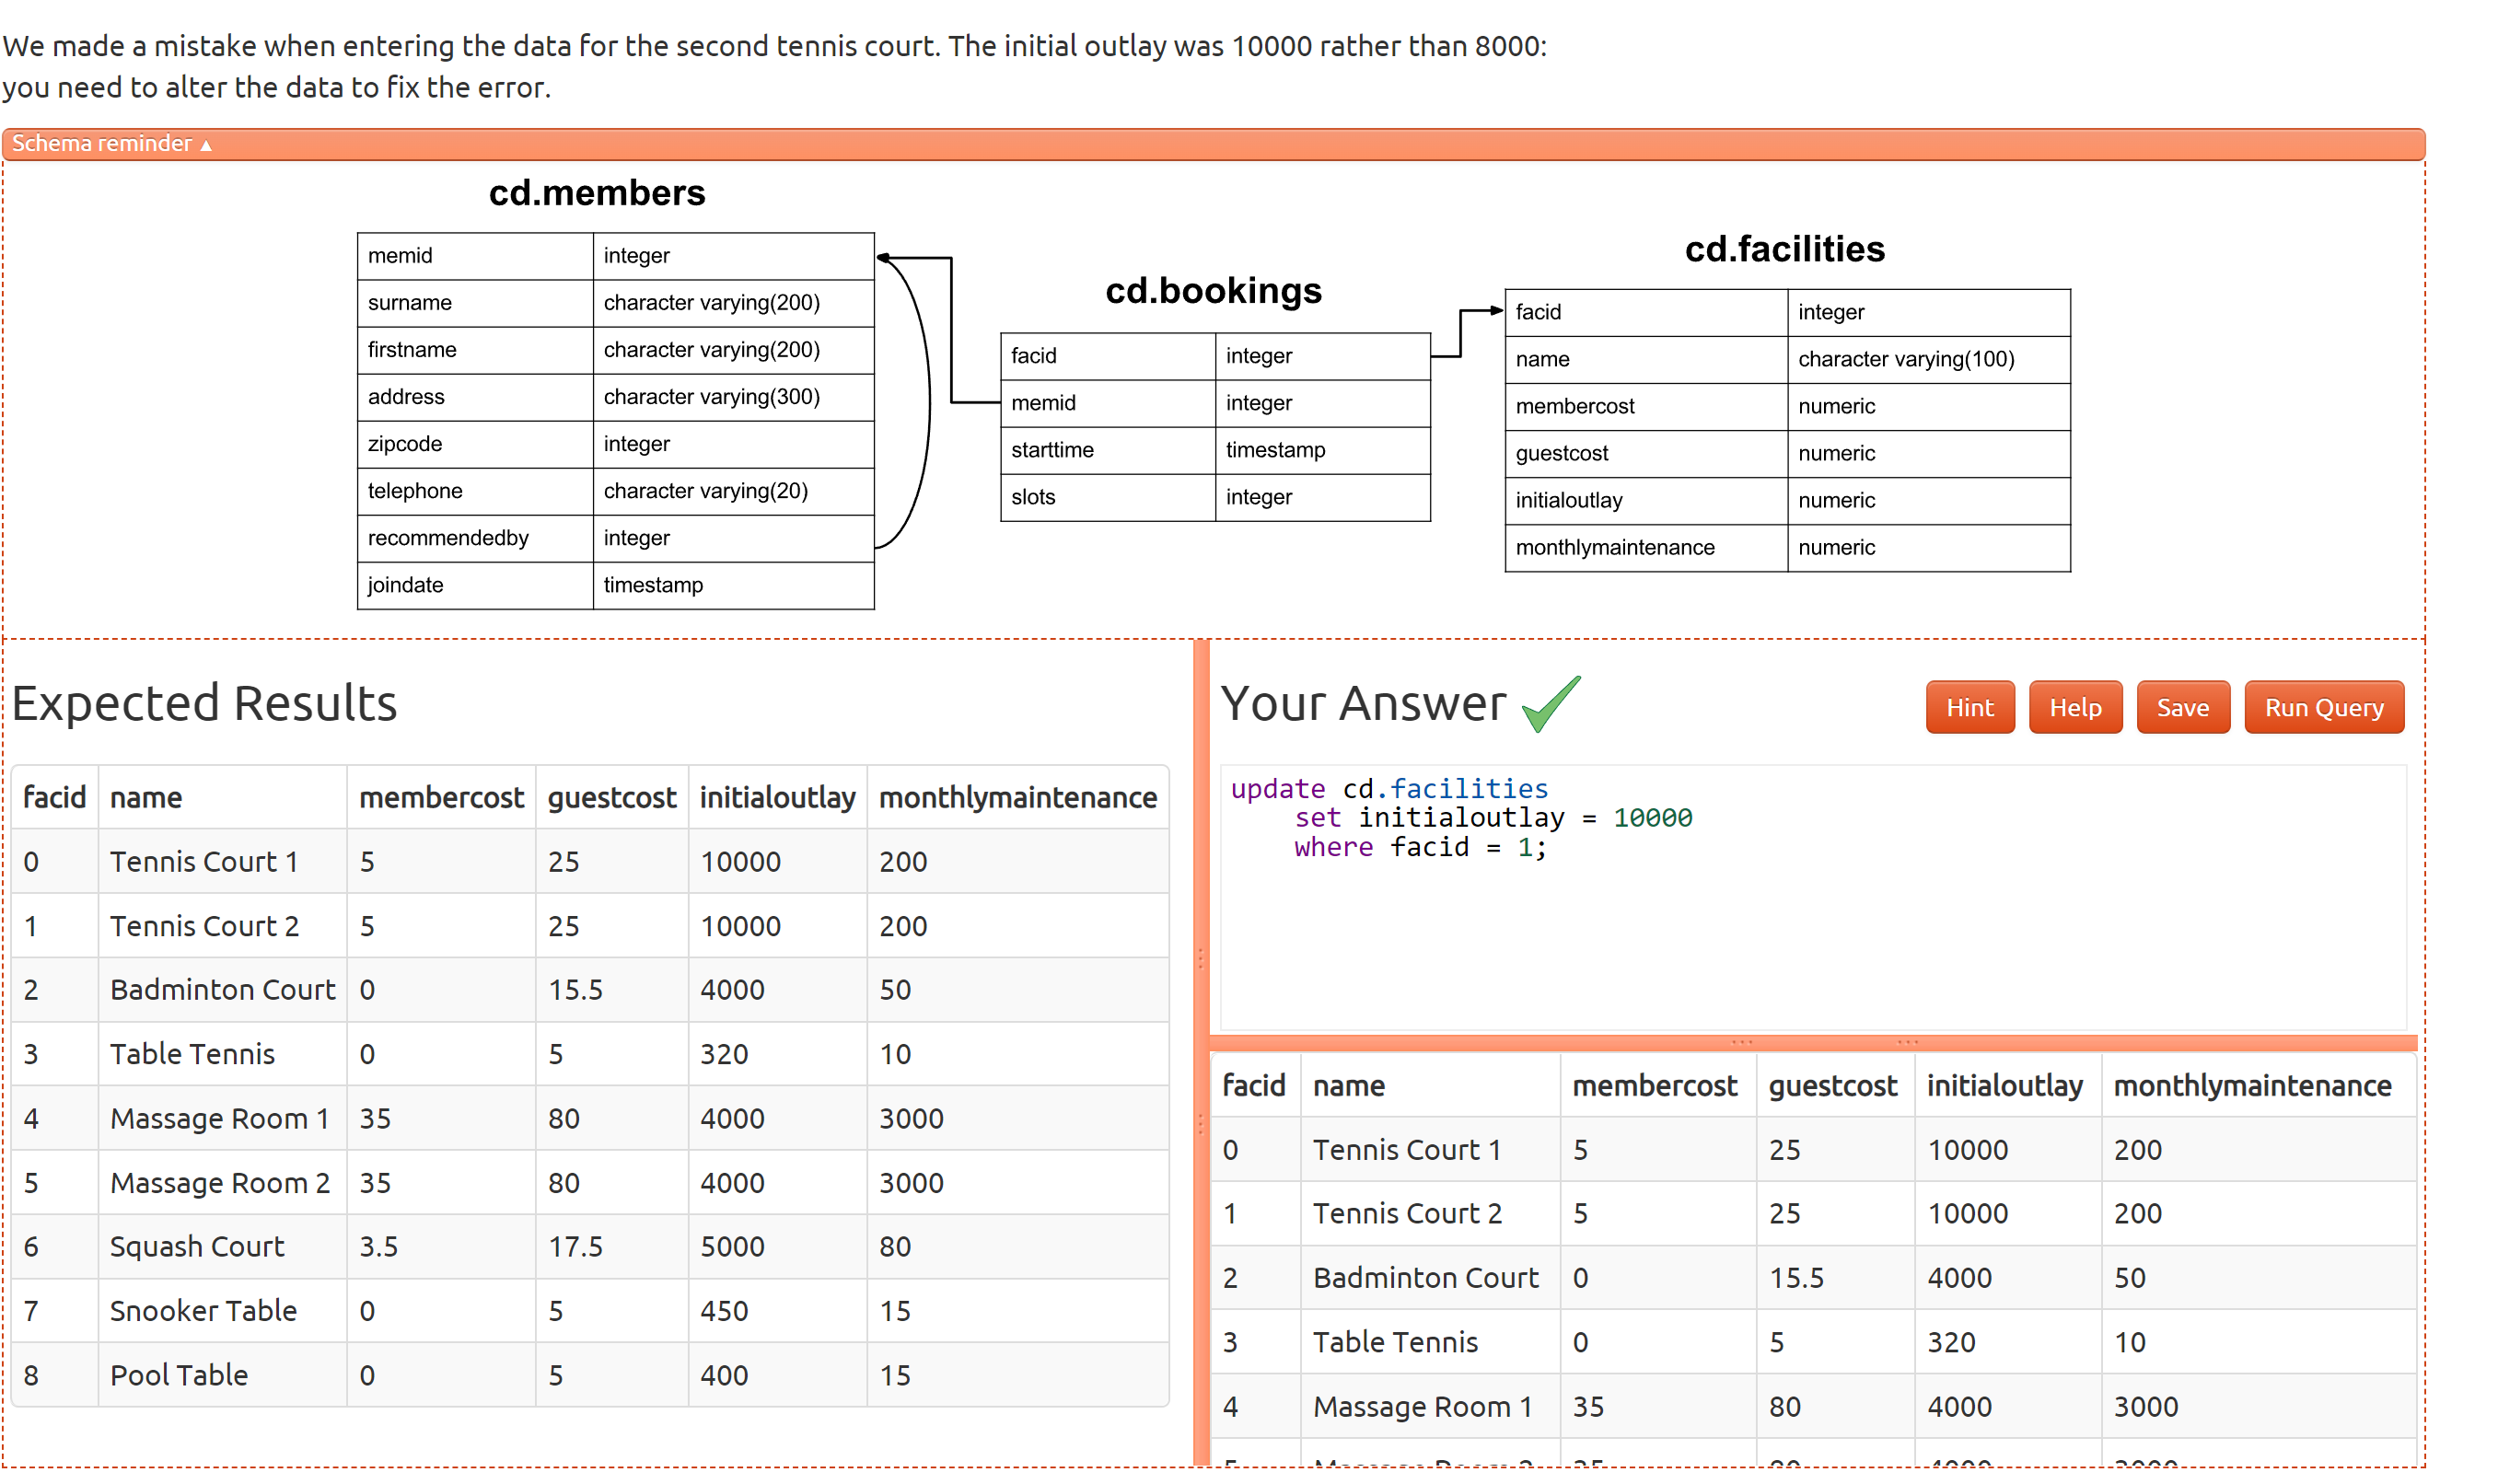 We made a mistake when entering the data for the second tennis court. The initial outlay was 10000 rather than 8000:
you need to alter the data to fix the error.
Schema reminder ▲
cd.members
memid integer
surname character varying(200)
firstname character varying(200)
address character varying(300)
zipcode integer
telephone character varying(20)
recommendedby integer
joindate timestamp
cd.bookings
facid integer
memid integer
starttime timestamp
slots integer
cd.facilities
facid integer
name character varying(100)
membercost numeric
guestcost numeric
initialoutlay numeric
monthlymaintenance numeric
Expected Results
facid name membercost guestcost initialoutlay monthlymaintenance
0 Tennis Court 1 5 25 10000 200
1 Tennis Court 2 5 25 10000 200
2 Badminton Court 0 15.5 4000 50
3 Table Tennis 0 5 320 10
4 Massage Room 1 35 80 4000 3000
5 Massage Room 2 35 80 4000 3000
6 Squash Court 3.5 17.5 5000 80
7 Snooker Table 0 5 450 15
8 Pool Table 0 5 400 15
Your Answer
Hint Help Save Run Query
update cd.facilities
set initialoutlay = 10000
where facid = 1;
facid name membercost guestcost initialoutlay monthlymaintenance
0 Tennis Court 1 5 25 10000 200
1 Tennis Court 2 5 25 10000 200
2 Badminton Court 0 15.5 4000 50
3 Table Tennis 0 5 320 10
4 Massage Room 1 35 80 4000 3000